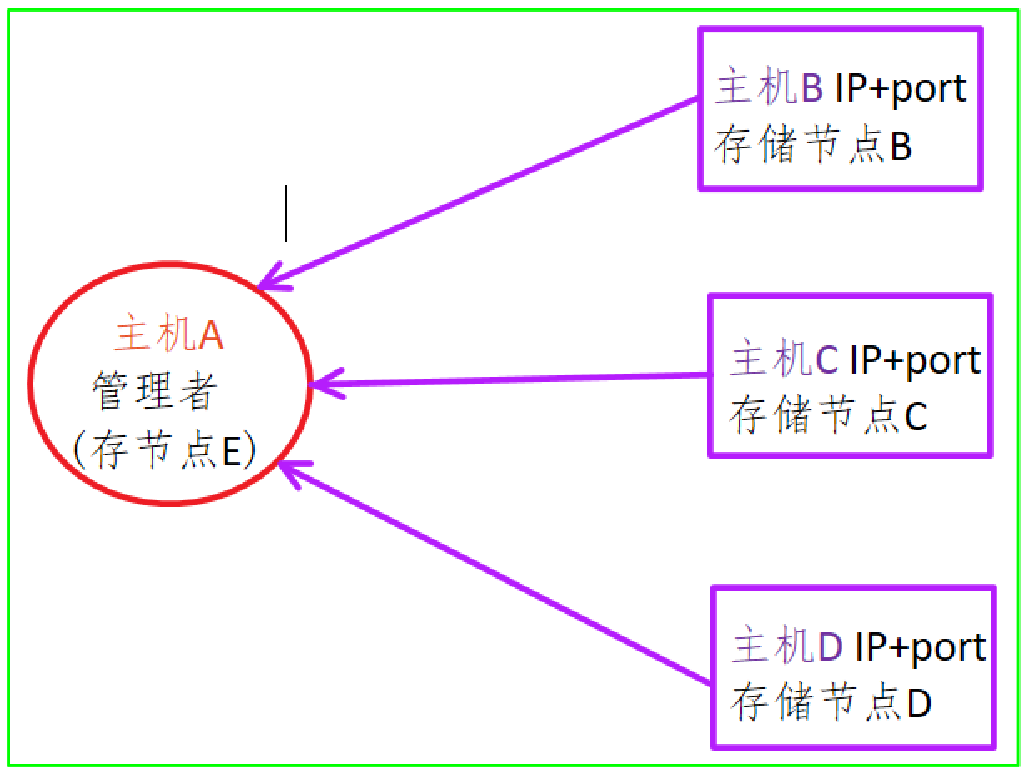 主机B IP+port
存储节点B
主机A
管理者
(存节点E)
主机C IP+port
存储节点C
主机D IP+port
存储节点D